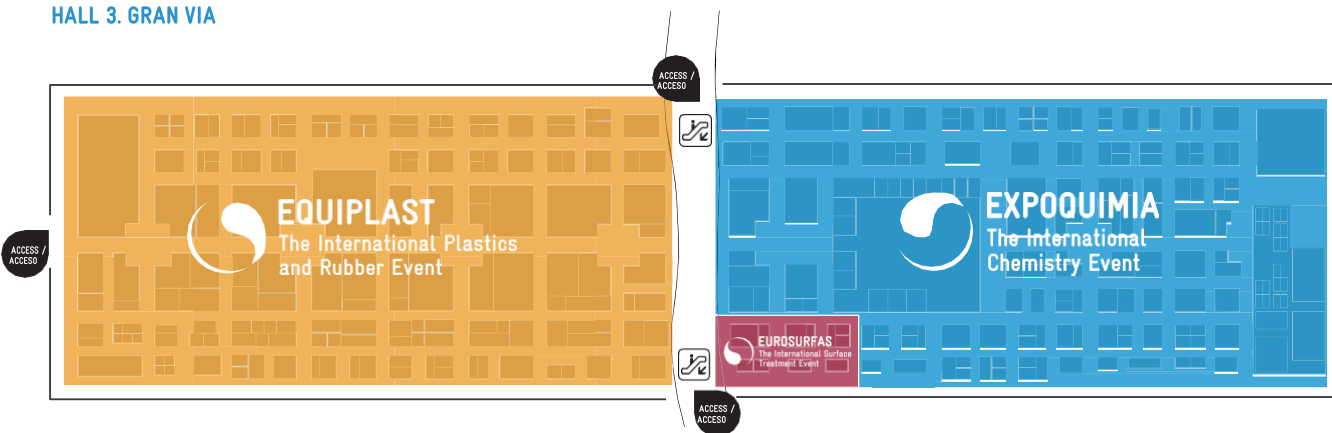 HALL 3. GRAN VIA
ACCESS /
ACCESO
EQUIPLAST
The International Plastics
and Rubber Event
EXPOQUIMIA
The International
Chemistry Event
ACCESS /
ACCESO
EUROSURFAS
The International Surface
Treatment Event
ACCESS /
ACCESO